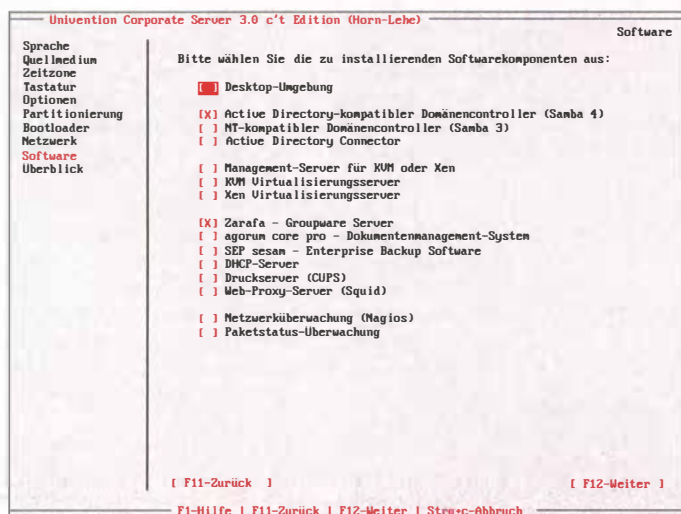 Univention Corporate Server 3.0 c't Edition (Horn-Lehe)
Software
Sprache
Quellmedium
Zeitzone
Tastatur
Optionen
Partitionierung
Bootloader
Netzwerk
Software
Überblick
Bitte wählen Sie die zu installierenden Softwarekomponenten aus:
[ ] Desktop-Umgebung
[X] Active Directory-kompatibler Domänencontroller (Samba 4)
[ ] NT-kompatibler Domänencontroller (Samba 3)
[ ] Active Directory Connector
[ ] Management-Server für KVM oder Xen
[ ] KVM Virtualisierungsserver
[ ] Xen Virtualisierungsserver
[X] Zarafa - Groupware Server
[ ] agorum core pro - Dokumentenmanagement-System
[ ] SEP sesam - Enterprise Backup Software
[ ] DHCP-Server
[ ] Druckserver (CUPS)
[ ] Web-Proxy-Server (Squid)
[ ] Netzwerküberwachung (Nagios)
[ ] Paketstatus-Überwachung
[ F11-Zurück ]
[ F12-Weiter ]
F1-Hilfe | F11-Zurück | F12-Weiter | Strg+c-Abbruch